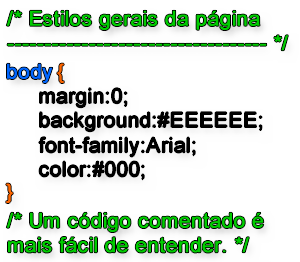 /* Estilos gerais da página
----------------------------------- */
body {
margin:0;
background:#EEEEEE;
font-family:Arial;
color:#000;
}
/* Um código comentado é
mais fácil de entender. */